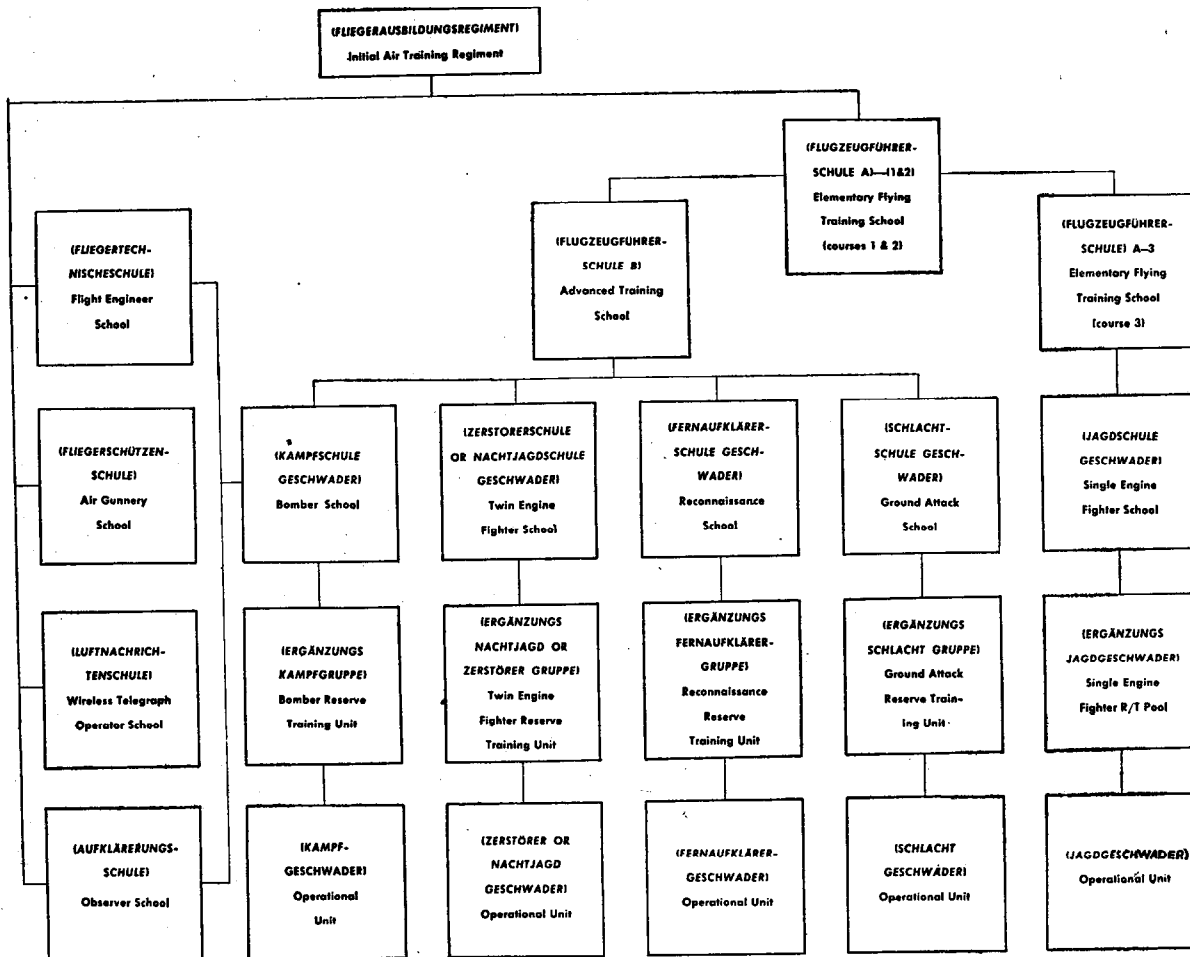 (FLIEGERAUSBILDUNGSREGIMENT)
Initial Air Training Regiment
(FLUGZEUGFÜHRER-
SCHULE A)—(1&2)
Elementary Flying
Training School
(courses 1 & 2)
(FLUGZEUGFÜHRER-
SCHULE B)
Advanced Training
School
(FLUGZEUGFÜHRER-
SCHULE) A—3
Elementary Flying
Training School
(course 3)
(FLIEGERTECH-
NISCHESCHULE)
Flight Engineer
School
(FLIEGERSCHÜTZEN-
SCHULE)
Air Gunnery
School
(KAMPFSCHULE
GESCHWADER)
Bomber School
(ZERSTORERSCHULE
OR NACHTJAGDSCHULE
GESCHWADER)
Twin Engine
Fighter School
(FERNAUFKLÄRER-
SCHULE GESCH-
WADER)
Reconnaissance
School
(SCHLACHT-
SCHULE GESCH-
WADER)
Ground Attack
School
(JAGDSCHULE
GESCHWADER)
Single Engine
Fighter School
(LUFTNACHRICH-
TENSCHULE)
Wireless Telegraph
Operator School
(ERGÄNZUNGS
KAMPFGRUPPE)
Bomber Reserve
Training Unit
(ERGÄNZUNGS
NACHTJAGD OR
ZERSTÖRER GRUPPE)
Twin Engine
Fighter Reserve
Training Unit
(ERGÄNZUNGS
FERNAUFKLÄRER-
GRUPPE)
Reconnaissance
Reserve
Training Unit
(ERGÄNZUNGS
SCHLACHT GRUPPE)
Ground Attack
Reserve Train-
ing Unit
(ERGÄNZUNGS
JAGDGESCHWADER)
Single Engine
Fighter R/T Pool
(AUFKLÄRERUNGS-
SCHULE)
Observer School
(KAMPF-
GESCHWADER)
Operational
Unit
(ZERSTÖRER OR
NACHTJAGD
GESCHWADER)
Operational Unit
(FERNAUFKLÄRER-
GESCHWADER)
Operational Unit
(SCHLACHT
GESCHWADER)
Operational Unit
(JAGDGESCHWADER)
Operational Unit